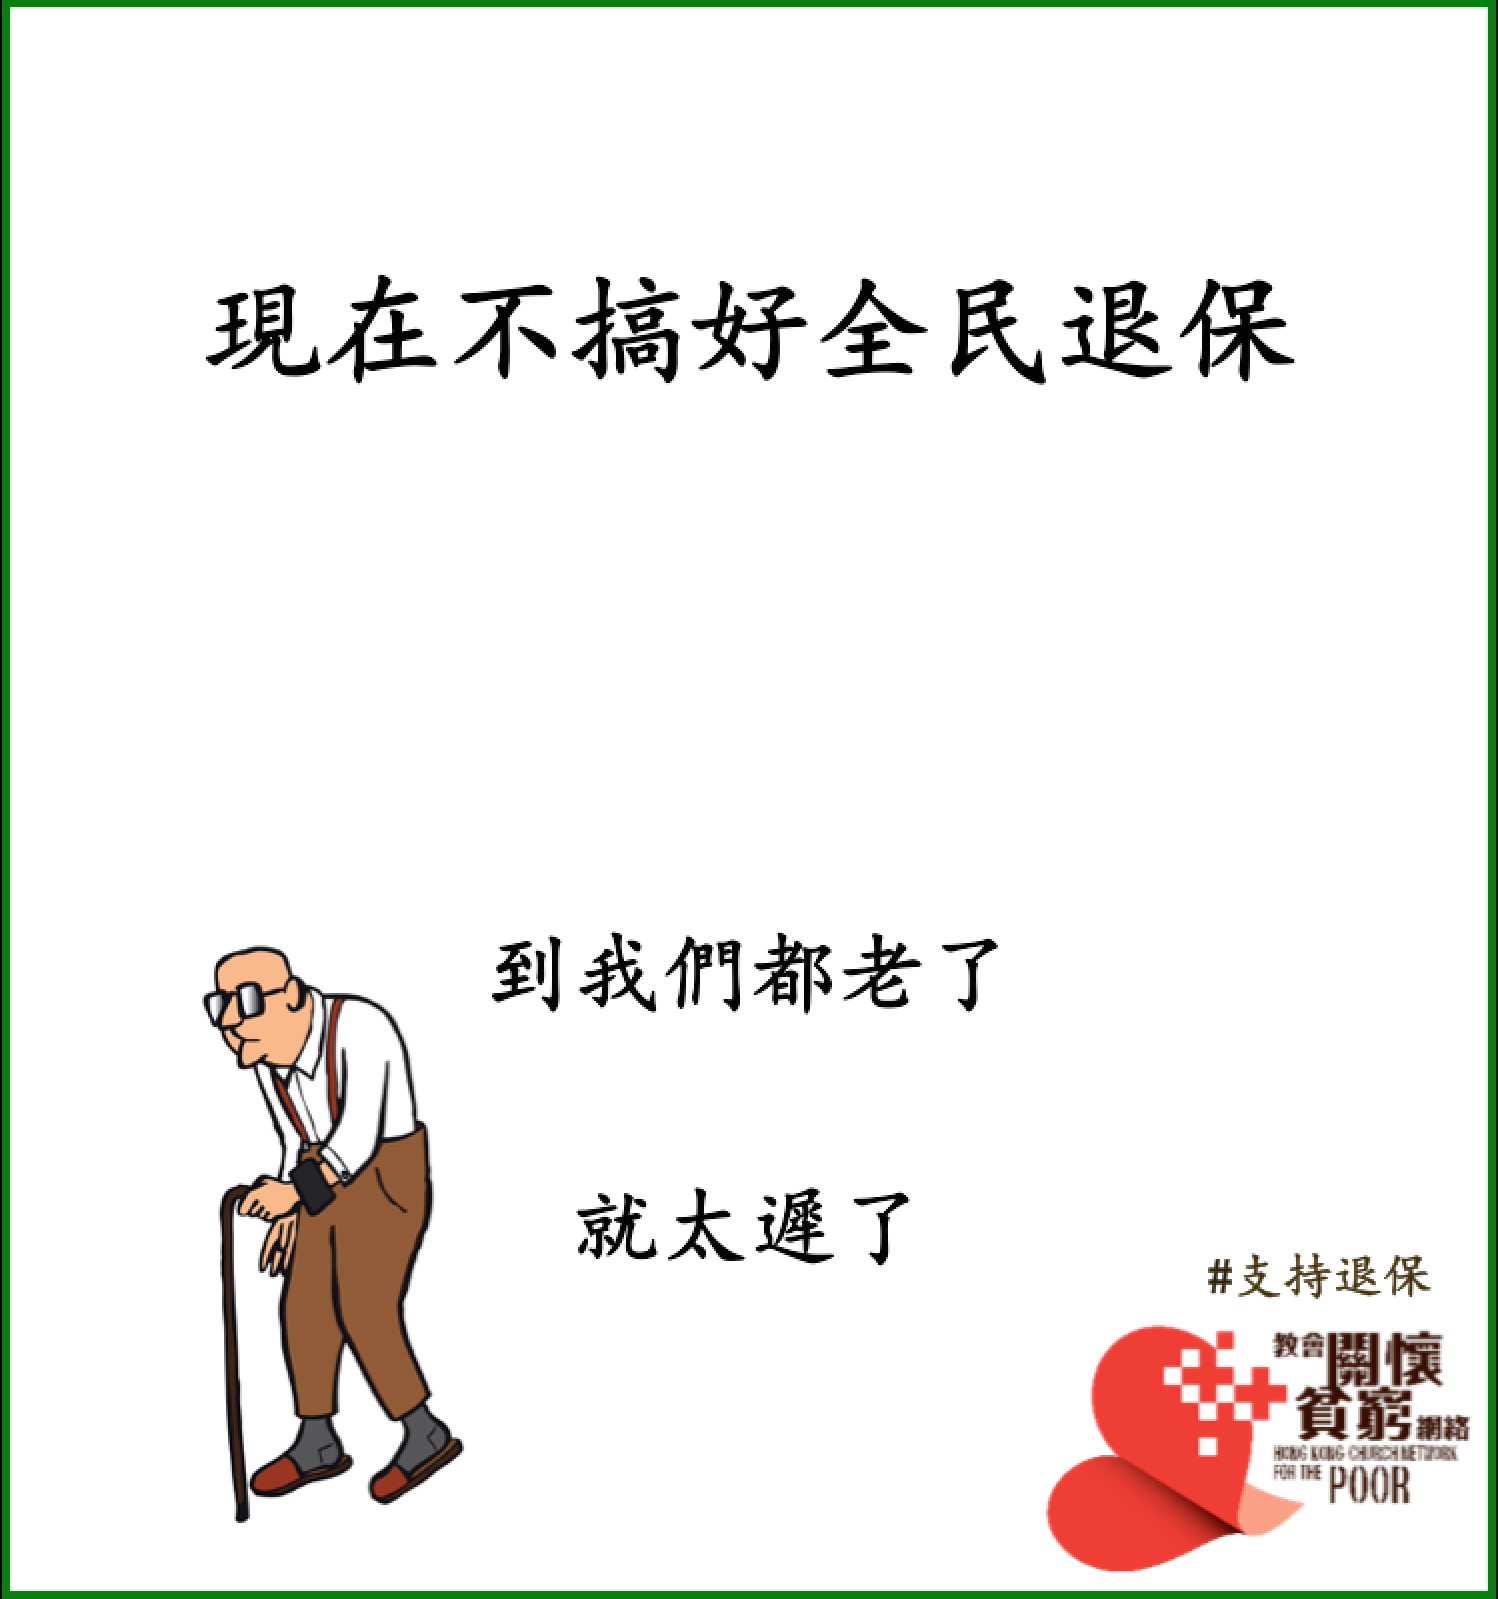 現在不搞好全民退保
到我們都老了
就太遲了
#支持退保
教會關懷
貧窮網絡
HONG KONG CHURCH NETWORK
FOR THE POOR